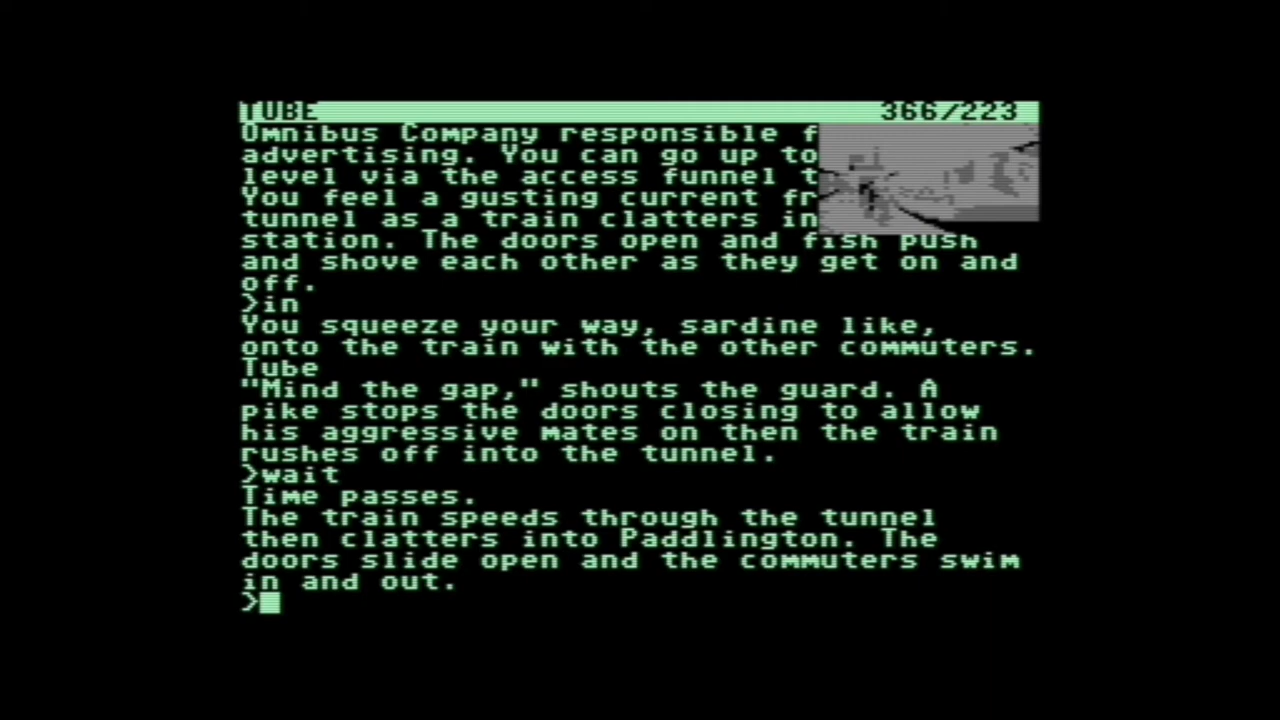 TUBE 366/223
Omnibus Company responsible f
advertising. You can go up to
level via the access funnel t
You feel a gusting current fr
tunnel as a train clatters in
station. The doors open and fish push
and shove each other as they get on and
off.
>in
You squeeze your way, sardine like,
onto the train with the other commuters.
Tube
"Mind the gap," shouts the guard. A
pike stops the doors closing to allow
his aggressive mates on then the train
rushes off into the tunnel.
>wait
Time passes.
The train speeds through the tunnel
then clatters into Paddlington. The
doors slide open and the commuters swim
in and out.
>